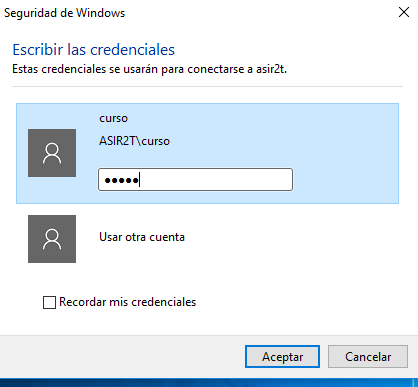 Seguridad de Windows
Escribir las credenciales
Estas credenciales se usarán para conectarse a asir2t.
curso
ASIR2T\curso
●●●●●
Usar otra cuenta
Recordar mis credenciales
Aceptar
Cancelar